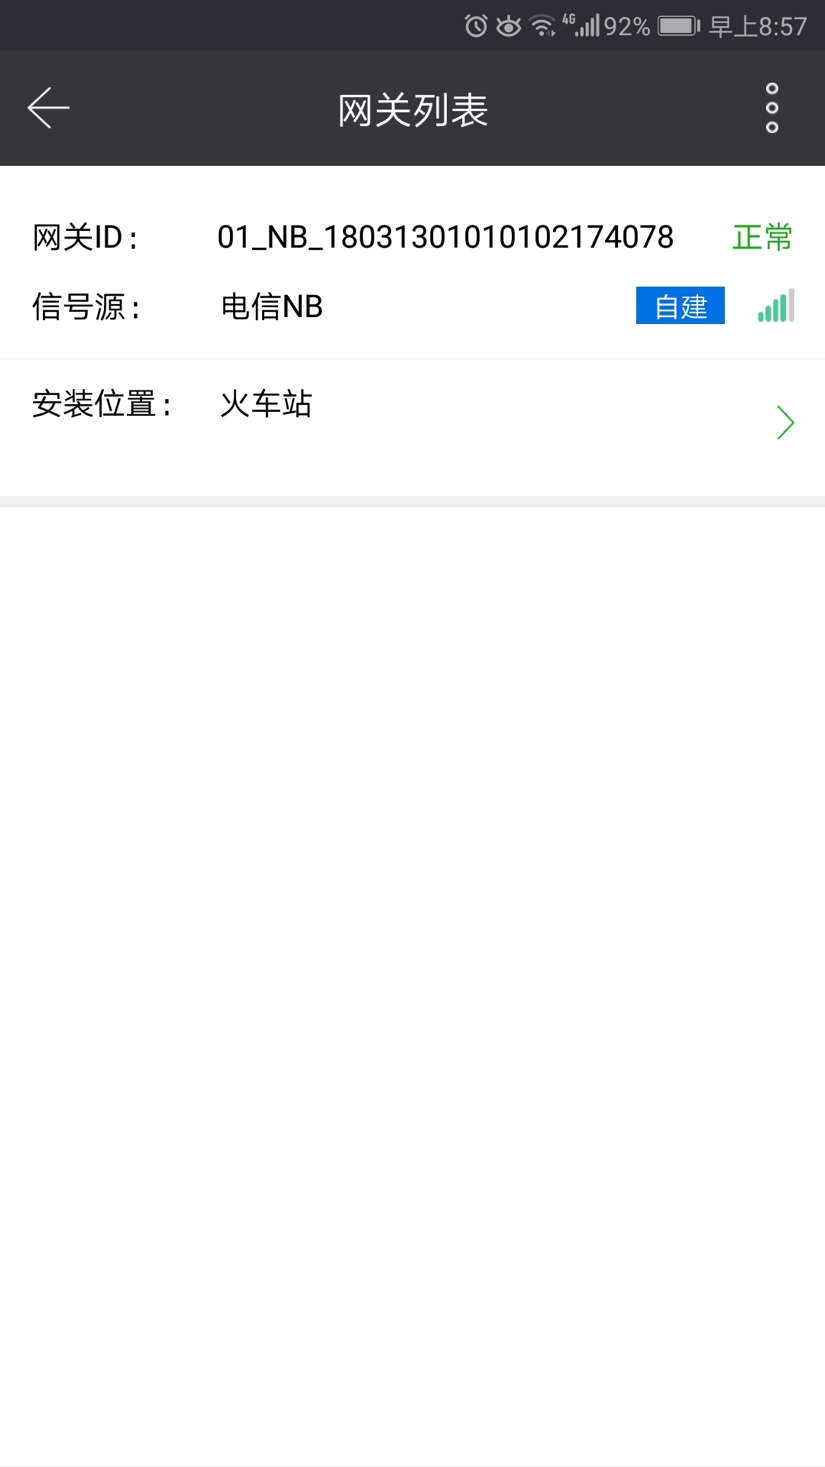 4G 92% 早上8:57
网关列表
网关ID： 01_NB_18031301010102174078 正常
信号源： 电信NB 自建
安装位置： 火车站